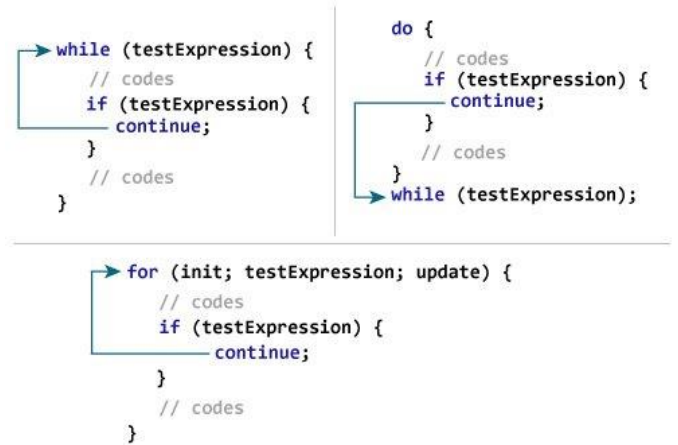 while (testExpression) {
// codes
if (testExpression) {
continue;
}
// codes
}
do {
// codes
if (testExpression) {
continue;
}
// codes
}
while (testExpression);
for (init; testExpression; update) {
// codes
if (testExpression) {
continue;
}
// codes
}